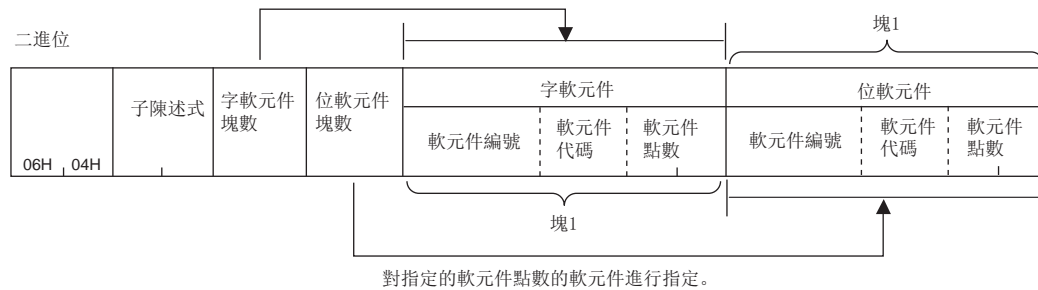 二進位
塊1
子陳述式
字軟元件
塊數
位軟元件
塊數
字軟元件
位軟元件
軟元件編號
軟元件
代碼
軟元件
點數
軟元件編號
軟元件
代碼
軟元件
點數
06H 04H
塊1
對指定的軟元件點數的軟元件進行指定。